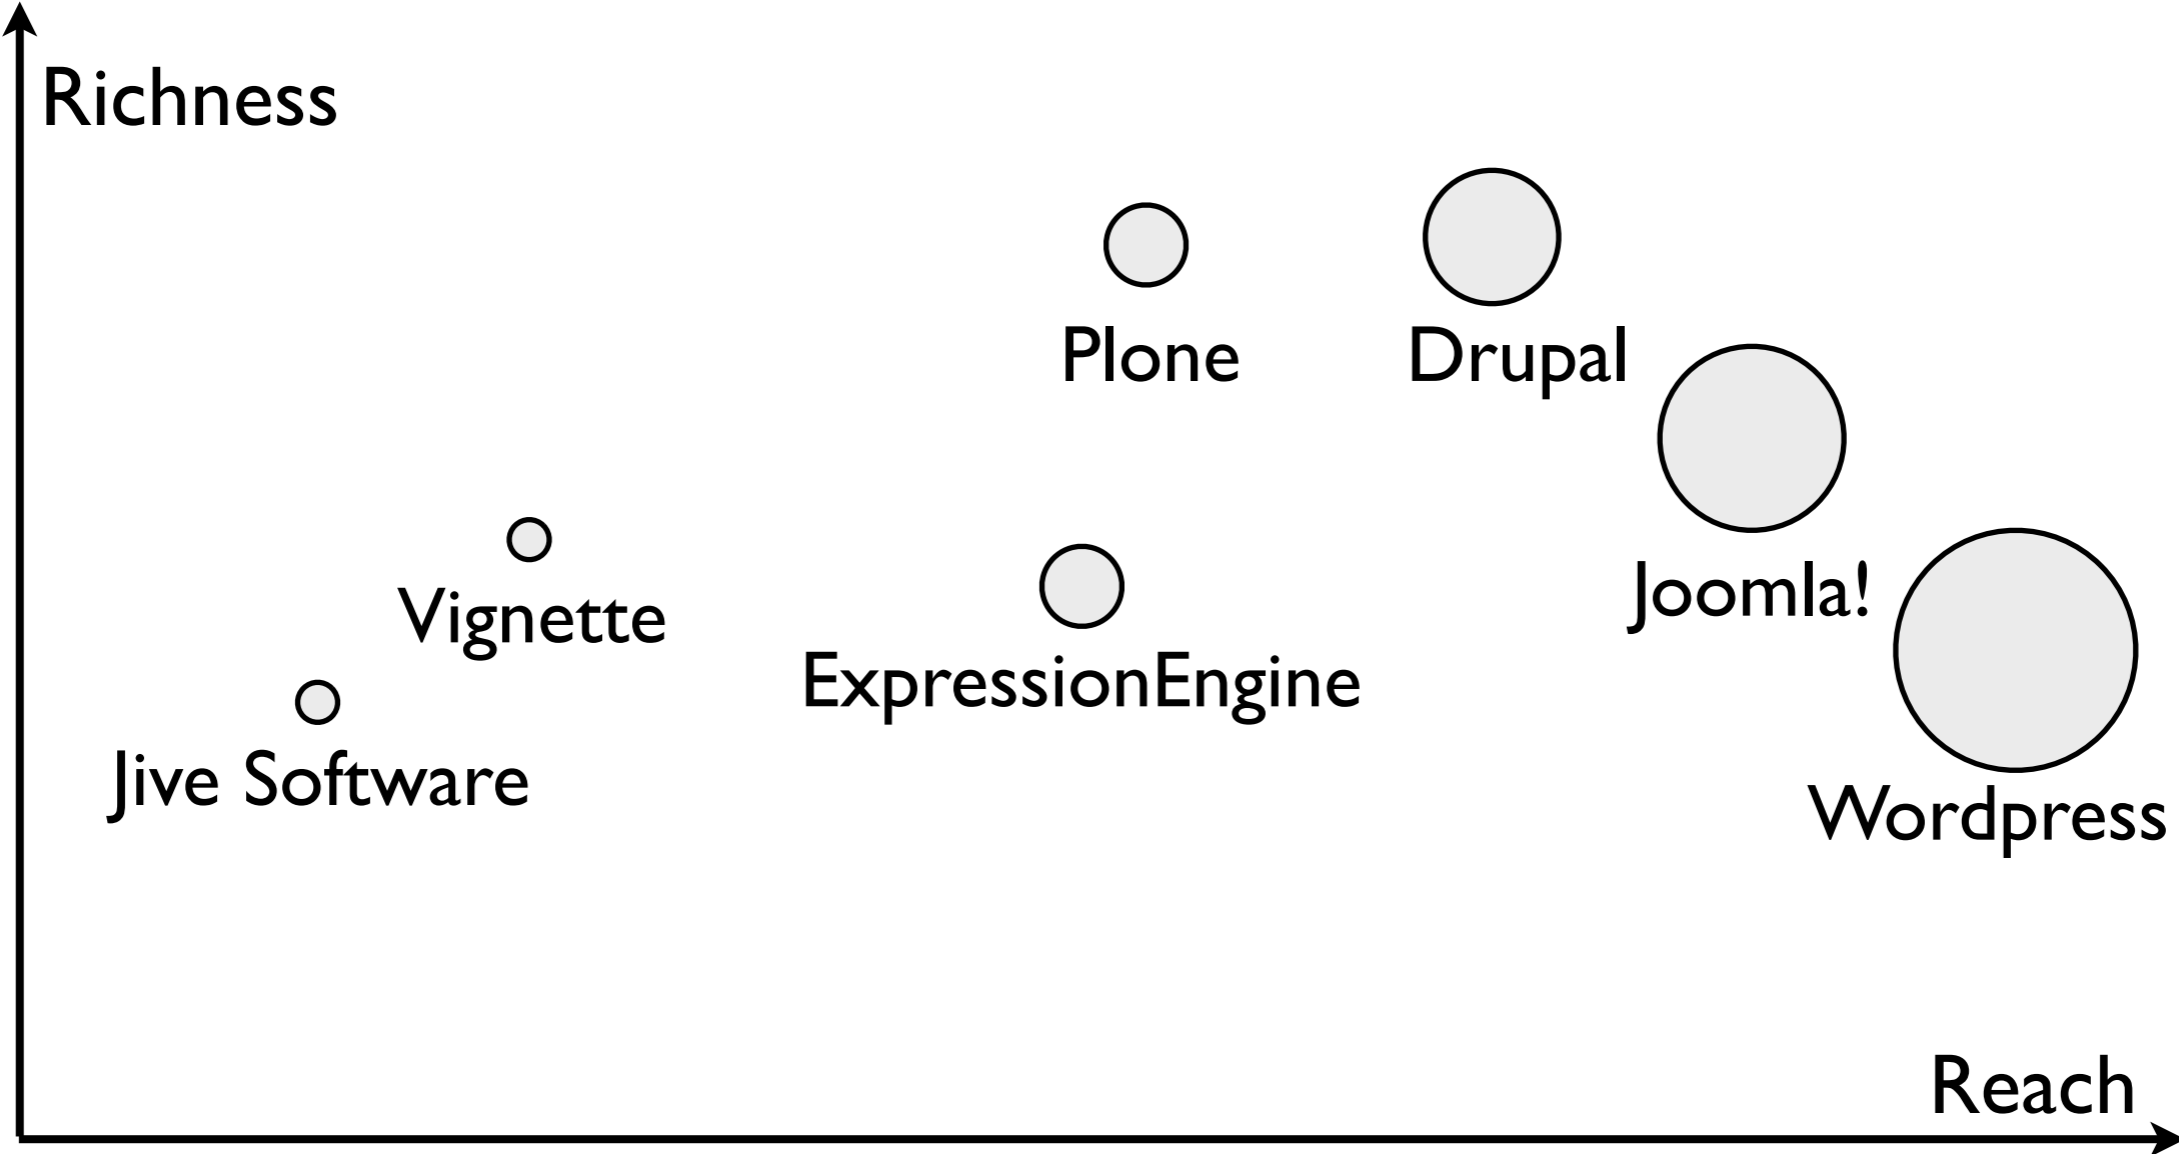 Richness
Plone
Drupal
Joomla!
Vignette
ExpressionEngine
Jive Software
Wordpress
Reach